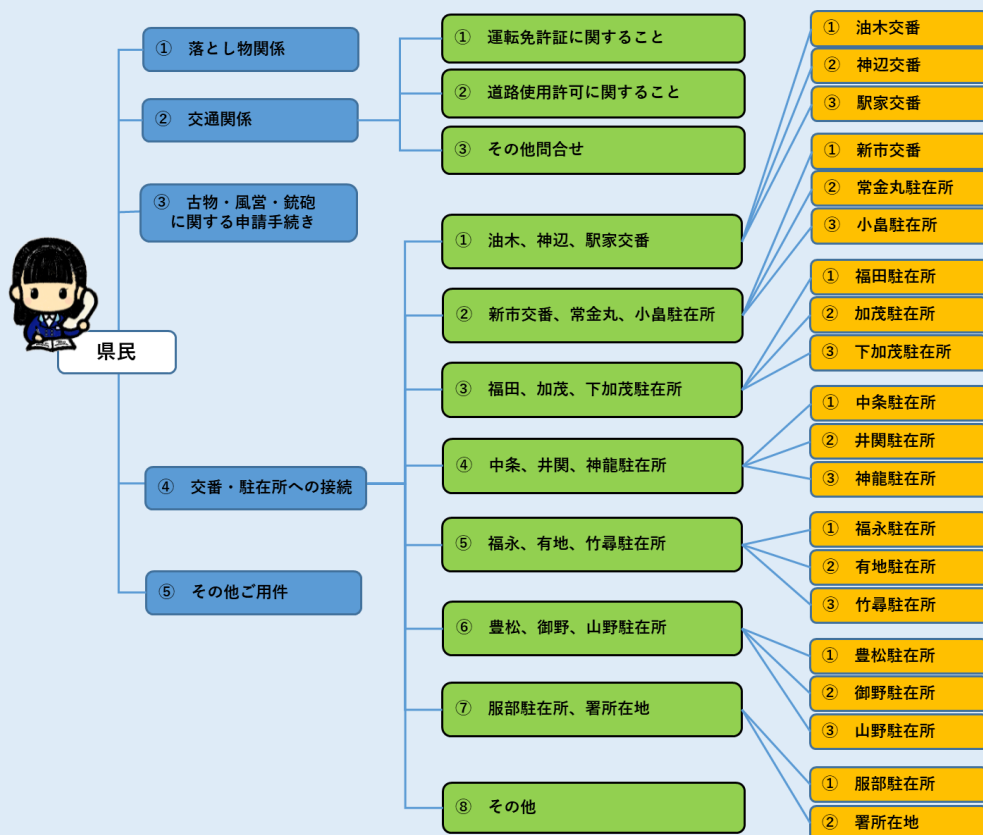 県民
① 落とし物関係
② 交通関係
③ 古物・風営・銃砲
に関する申請手続き
④ 交番・駐在所への接続
⑤ その他ご用件
① 運転免許証に関すること
② 道路使用許可に関すること
③ その他問合せ
① 油木、神辺、駅家交番
② 新市交番、常金丸、小畠駐在所
③ 福田、加茂、下加茂駐在所
④ 中条、井関、神龍駐在所
⑤ 福永、有地、竹尋駐在所
⑥ 豊松、御野、山野駐在所
⑦ 服部駐在所、署所在地
⑧ その他
① 油木交番
② 神辺交番
③ 駅家交番
① 新市交番
② 常金丸駐在所
③ 小畠駐在所
① 福田駐在所
② 加茂駐在所
③ 下加茂駐在所
① 中条駐在所
② 井関駐在所
③ 神龍駐在所
① 福永駐在所
② 有地駐在所
③ 竹尋駐在所
① 豊松駐在所
② 御野駐在所
③ 山野駐在所
① 服部駐在所
② 署所在地